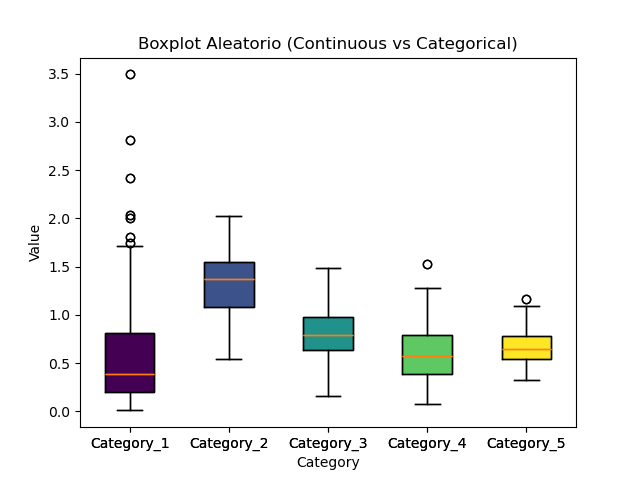 Boxplot Aleatorio (Continuous vs Categorical)
3.5
3.0
2.5
2.0
1.5
1.0
0.5
0.0
Value
Category_1 Category_2 Category_3 Category_4 Category_5
Category